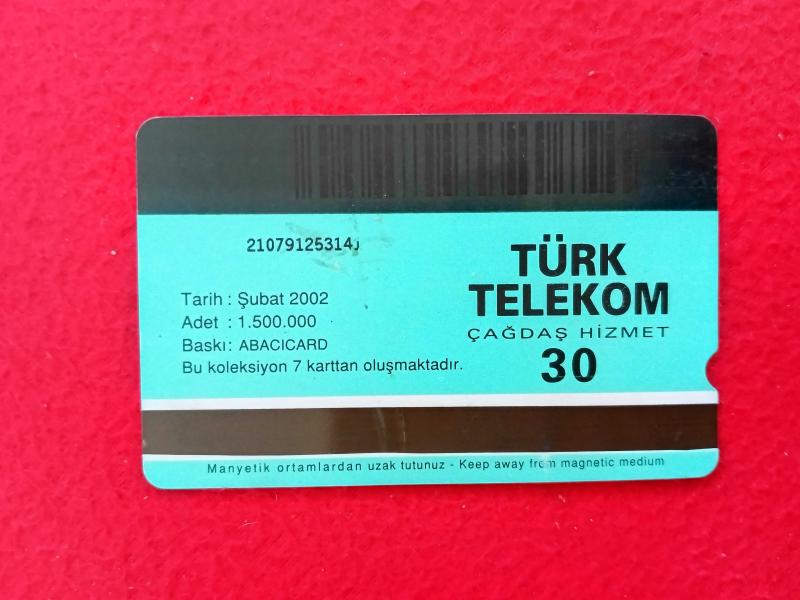 21079125314J
TÜRK
TELEKOM
ÇAĞDAŞ HİZMET
30
Tarih : Şubat 2002
Adet : 1.500.000
Baskı: ABACICARD
Bu koleksiyon 7 karttan oluşmaktadır.
Manyetik ortamlardan uzak tutunuz - Keep away from magnetic medium